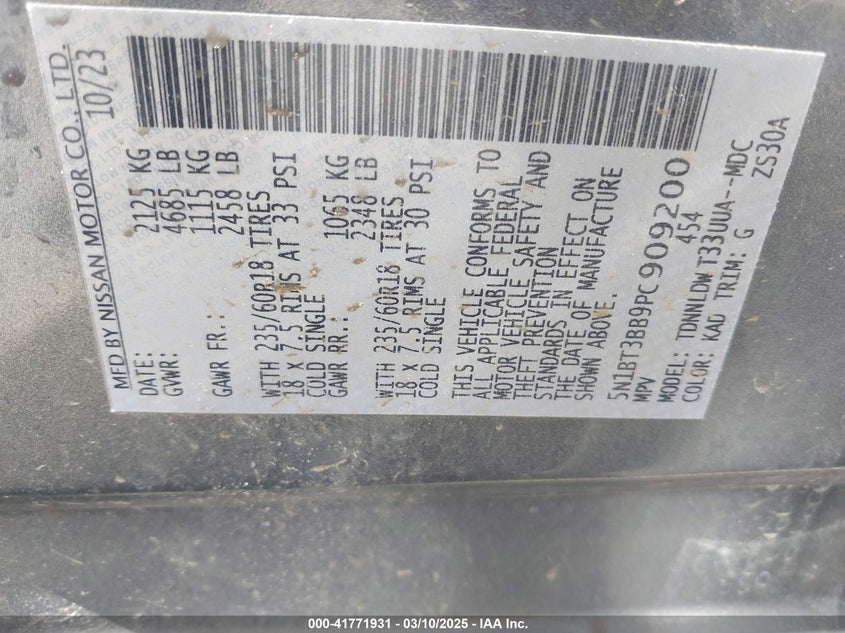 MFD BY NISSAN MOTOR CO., LTD.
DATE: 10/23
GVWR: 2125 KG
4685 LB
GAWR FR.: 1115 KG
2458 LB
WITH 235/60R18 TIRES
18 X 7.5 RIMS AT 33 PSI
COLD SINGLE
GAWR RR.: 1065 KG
2348 LB
WITH 235/60R18 TIRES
18 X 7.5 RIMS AT 30 PSI
COLD SINGLE
THIS VEHICLE CONFORMS TO
ALL APPLICABLE FEDERAL
MOTOR VEHICLE SAFETY AND
THEFT PREVENTION
STANDARDS IN EFFECT ON
THE DATE OF MANUFACTURE
SHOWN ABOVE.
5N1BT3BB9PC909200
MPV 454
MODEL: TDNNLDW T33UUA--MDC
COLOR: KAD TRIM: G ZS30A
000-41771931 - 03/10/2025 - IAA Inc.